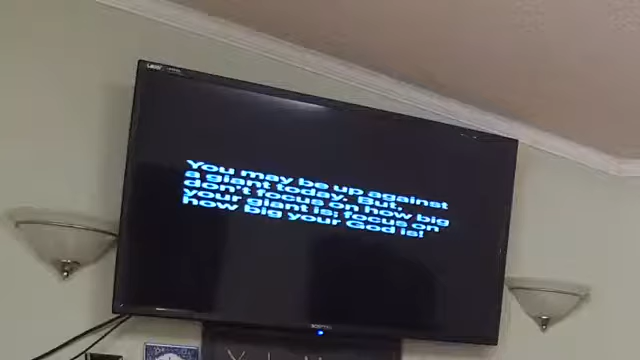 You may be up against
a giant today. But,
don't focus on how big
your giant is; focus on
how big your God is!
SCEPTRE